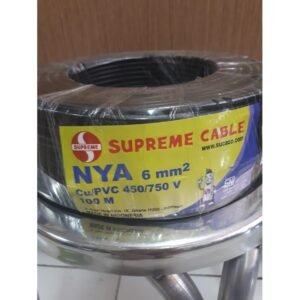 SUPREME
SUPREME CABLE
www.sucaco.com
NYA 6 mm²
Cu/PVC 450/750 V
100 M